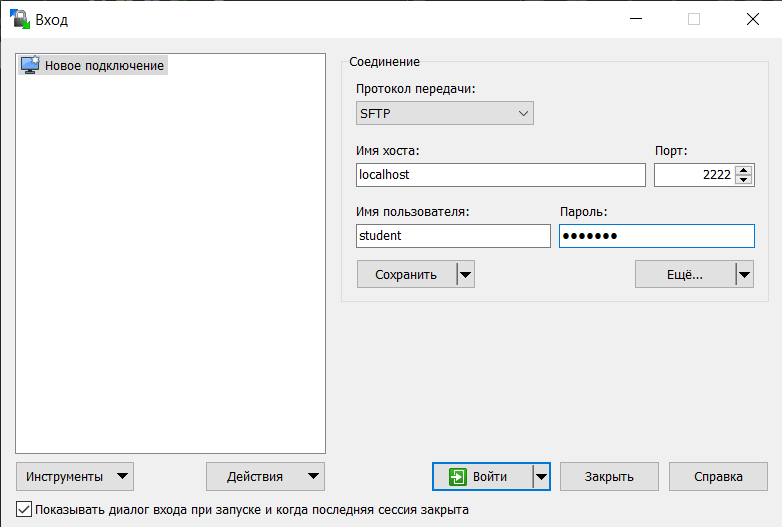 Вход
Новое подключение
Соединение
Протокол передачи:
SFTP
Имя хоста:
Порт:
localhost
2222
Имя пользователя:
Пароль:
student
●●●●●●●
Сохранить
Ещё...
Инструменты
Действия
Войти
Закрыть
Справка
Показывать диалог входа при запуске и когда последняя сессия закрыта